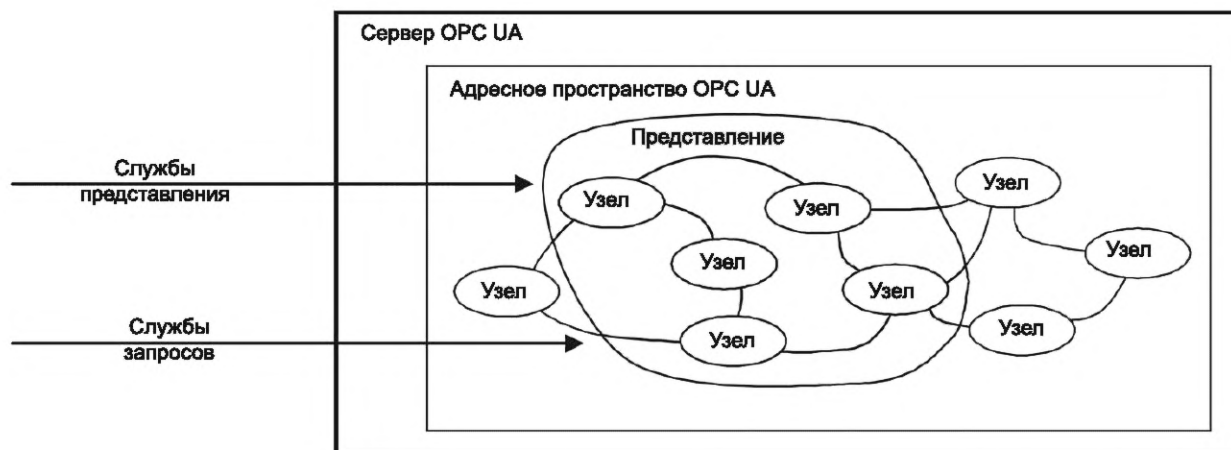 Сервер OPC UA
Адресное пространство OPC UA
Представление
Службы
представления
Узел
Узел
Узел
Узел
Узел
Узел
Узел
Службы
запросов
Узел
Узел